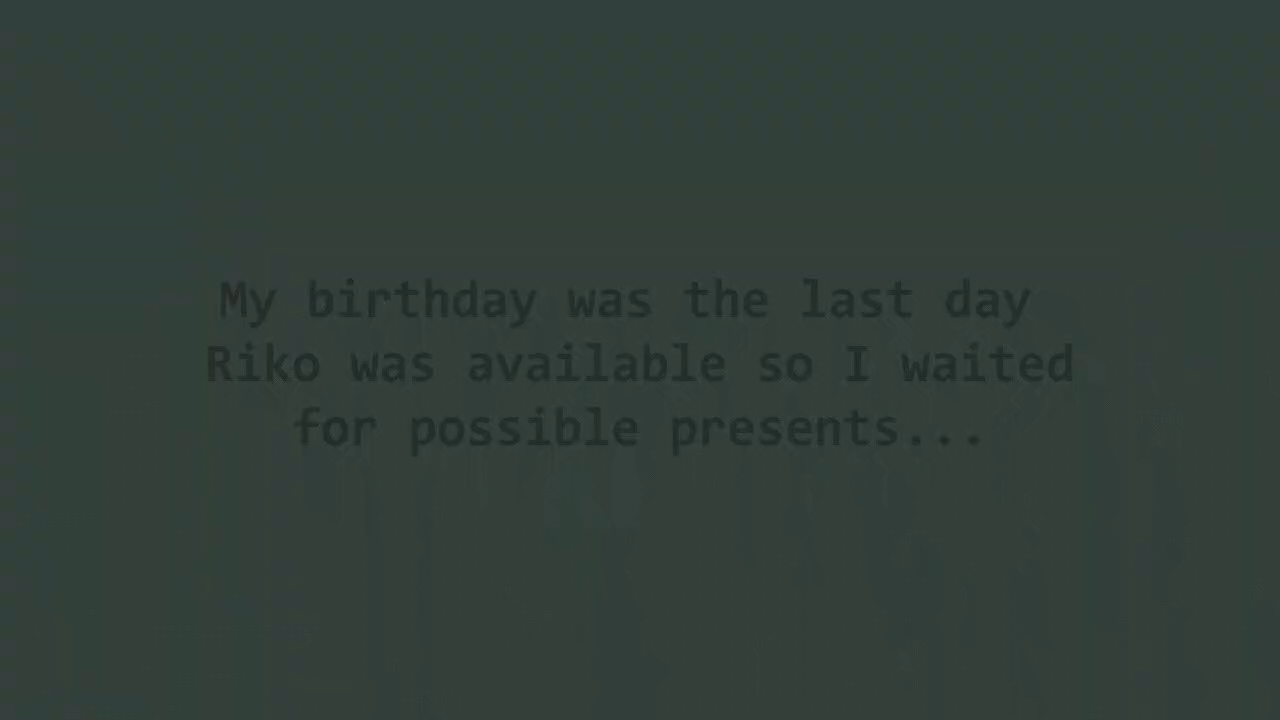 My birthday was the last day
Riko was available so I waited
for possible presents...